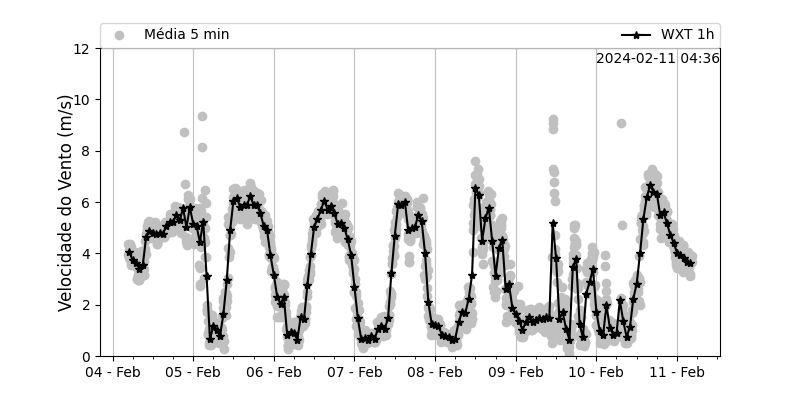 Média 5 min
WXT 1h
2024-02-11 04:36
Velocidade do Vento (m/s)
12
10
8
6
4
2
0
04 - Feb
05 - Feb
06 - Feb
07 - Feb
08 - Feb
09 - Feb
10 - Feb
11 - Feb